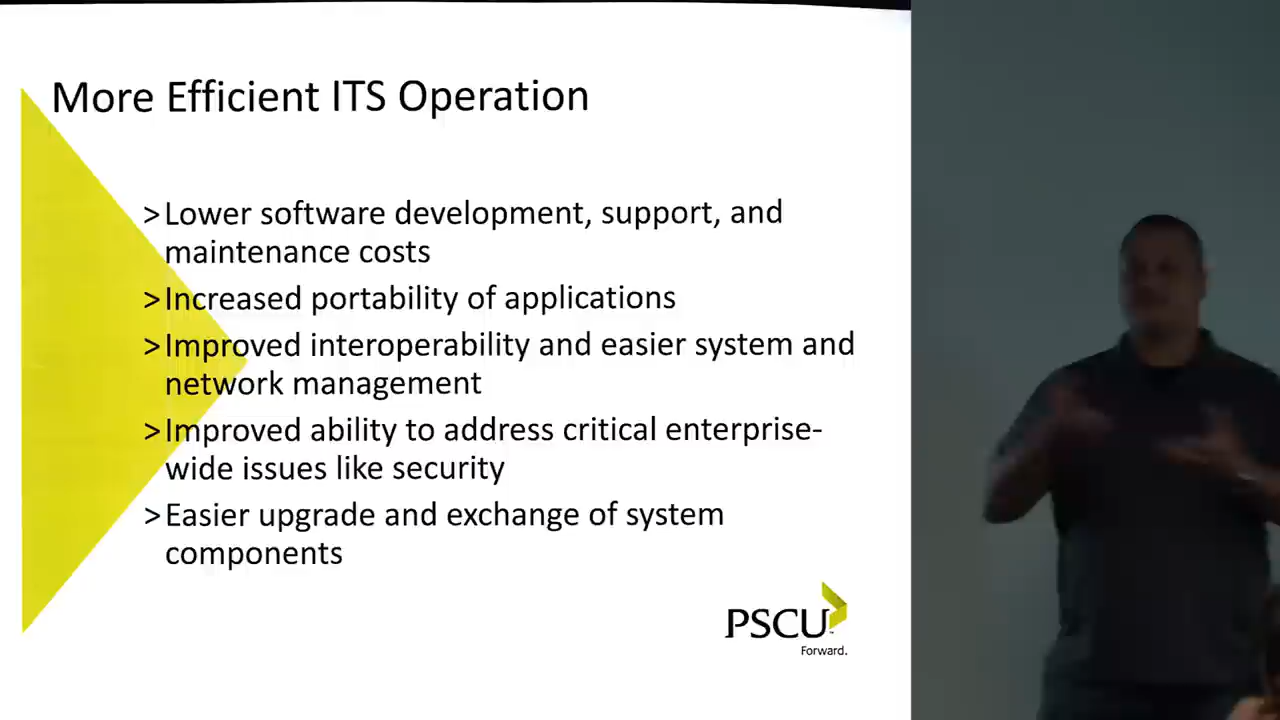 More Efficient ITS Operation
>Lower software development, support, and
maintenance costs
>Increased portability of applications
>Improved interoperability and easier system and
network management
>Improved ability to address critical enterprise-
wide issues like security
>Easier upgrade and exchange of system
components
PSCU
Forward.